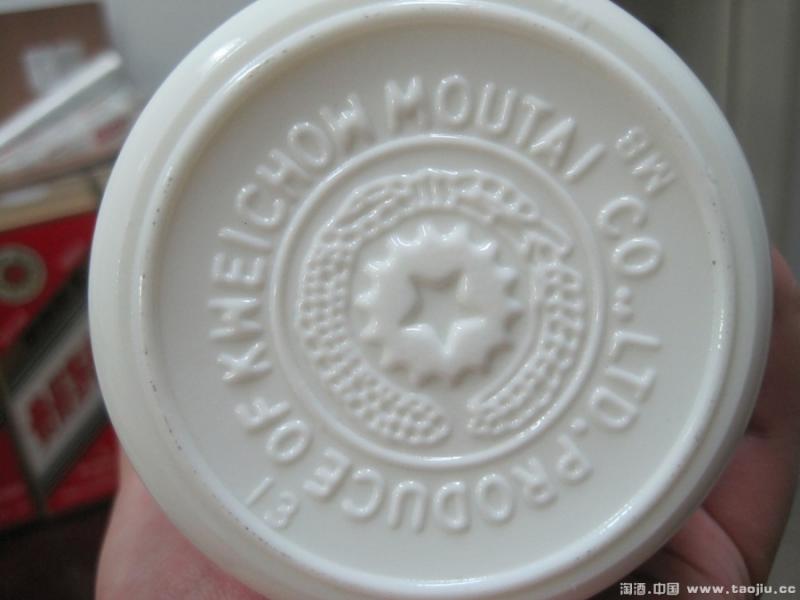 PRODUCE OF KWEICHOW MOUTAI CO., LTD.
MB
13
淘酒.中国 www.taojiu.cc